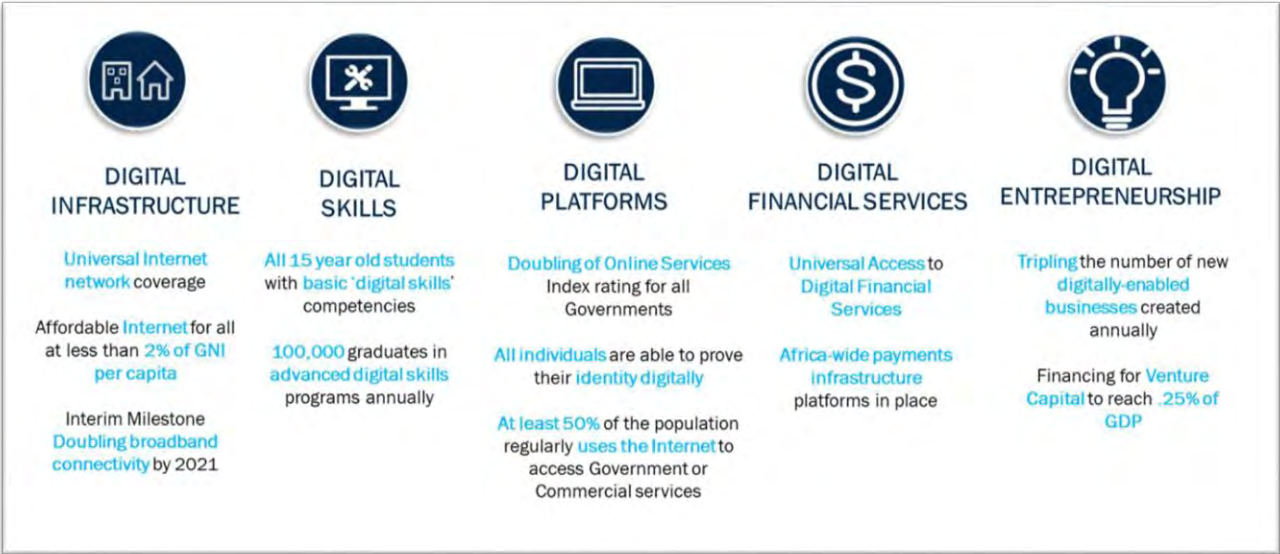 DIGITAL
INFRASTRUCTURE
Universal Internet
network coverage
Affordable Internet for all
at less than 2% of GNI
per capita
Interim Milestone
Doubling broadband
connectivity by 2021
DIGITAL
SKILLS
All 15 year old students
with basic 'digital skills'
competencies
100,000 graduates in
advanced digital skills
programs annually
DIGITAL
PLATFORMS
Doubling of Online Services
Index rating for all
Governments
All individuals are able to prove
their identity digitally
At least 50% of the population
regularly uses the Internet to
access Government or
Commercial services
DIGITAL
FINANCIAL SERVICES
Universal Access to
Digital Financial
Services
Africa-wide payments
infrastructure
platforms in place
DIGITAL
ENTREPRENEURSHIP
Tripling the number of new
digitally-enabled
businesses created
annually
Financing for Venture
Capital to reach .25% of
GDP